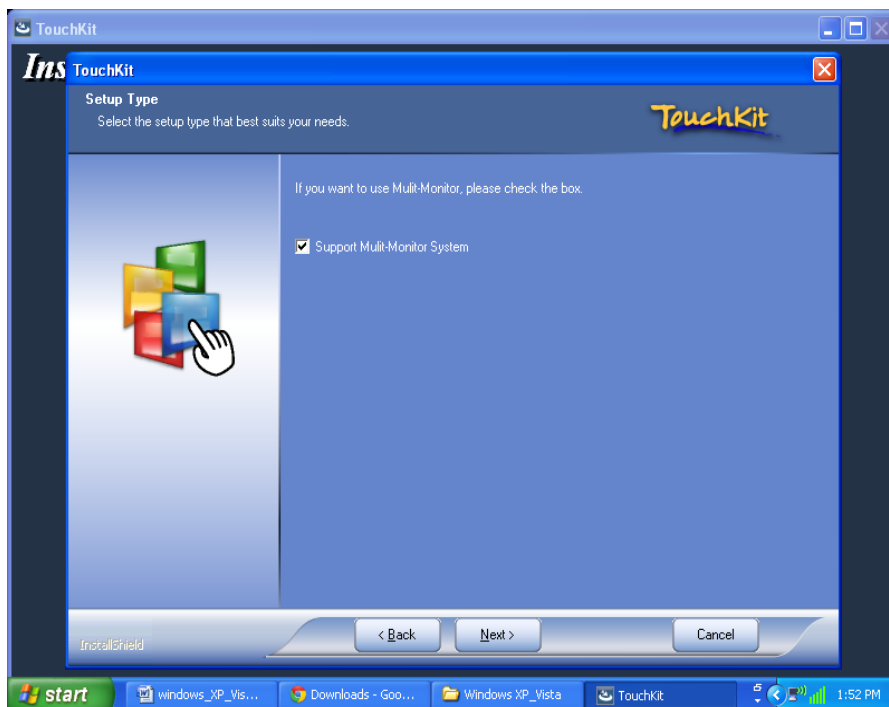 TouchKit
Ins
TouchKit
Setup Type
Select the setup type that best suits your needs.
TouchKit
If you want to use Mulit-Monitor, please check the box.
Support Mulit-Monitor System
InstallShield
< Back
Next >
Cancel
start
windows_XP_Vis...
Downloads - Goo...
Windows XP_Vista
TouchKit
1:52 PM